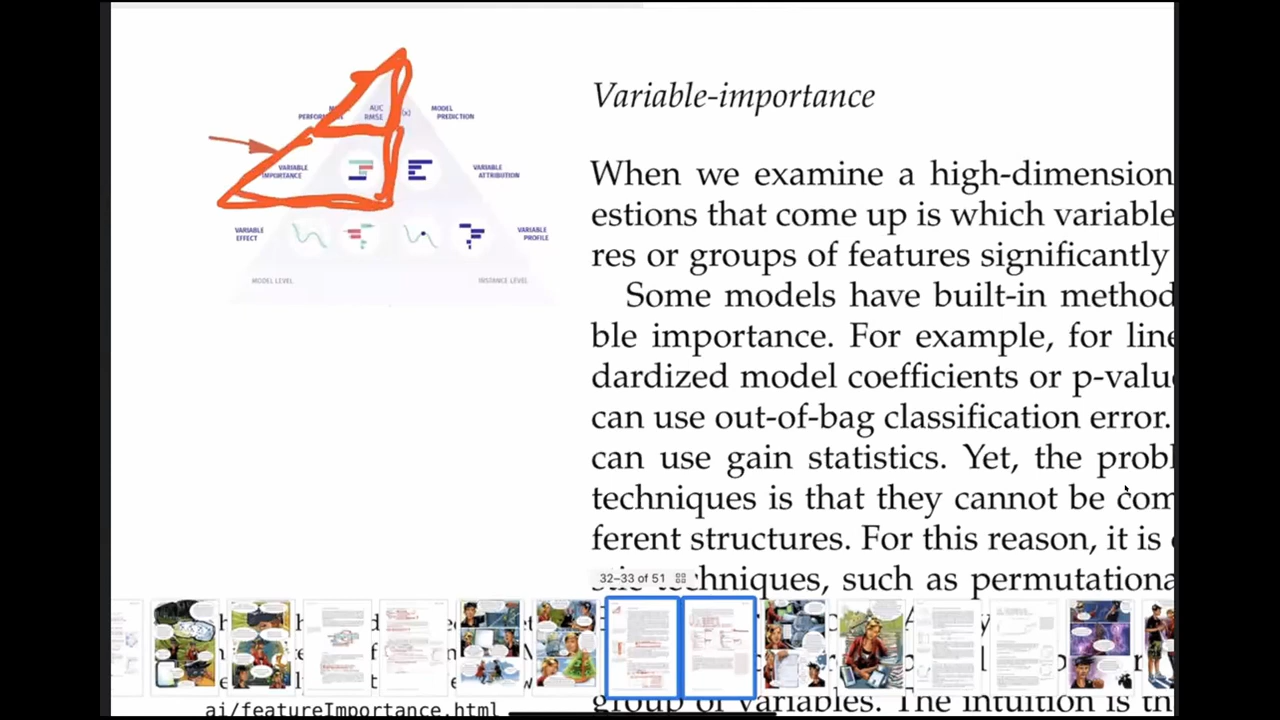 AUC
RMSE
(x)
MODEL
PREDICTION
VARIABLE
IMPORTANCE
VARIABLE
ATTRIBUTION
VARIABLE
EFFECT
VARIABLE
PROFILE
MODEL LEVEL
INSTANCE LEVEL
Variable-importance
When we examine a high-dimension
estions that come up is which variable
res or groups of features significantly
Some models have built-in method
ble importance. For example, for line
dardized model coefficients or p-valu
can use out-of-bag classification error.
can use gain statistics. Yet, the probl
techniques is that they cannot be com
ferent structures. For this reason, it is
chniques, such as permutationa
32–33 of 51
group of variables. The intuition is th
ai/featureImportance.html